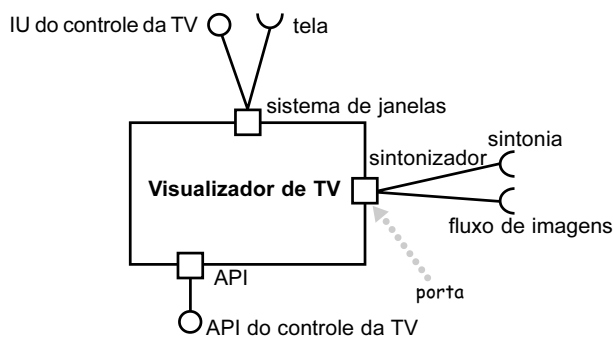 IU do controle da TV
tela
sistema de janelas
sintonia
sintonizador
Visualizador de TV
fluxo de imagens
API
porta
API do controle da TV